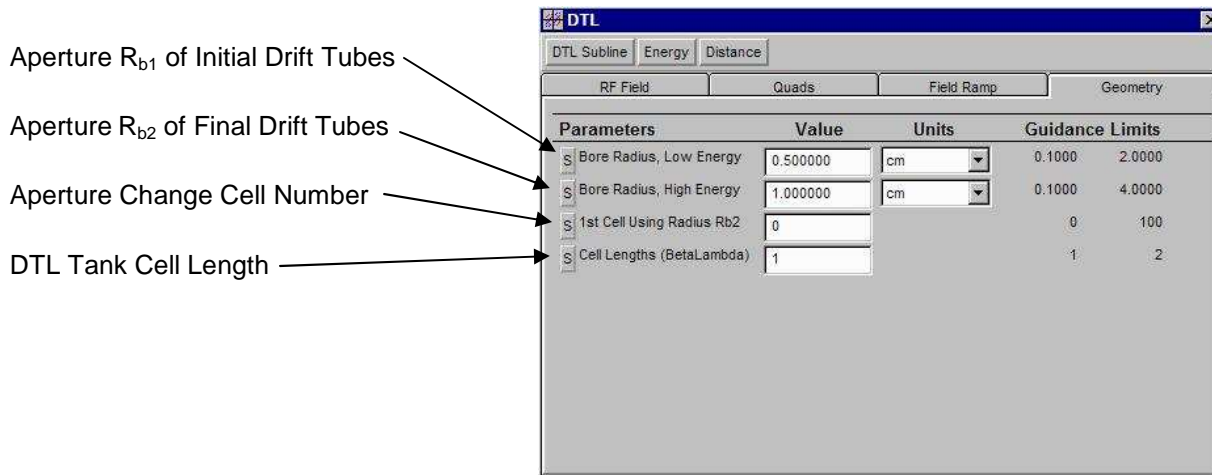 DTL
DTL Subline Energy Distance
RF Field Quads Field Ramp Geometry
Parameters Value Units Guidance Limits
Aperture Rb1 of Initial Drift Tubes
S Bore Radius, Low Energy 0.500000 cm 0.1000 2.0000
Aperture Rb2 of Final Drift Tubes
S Bore Radius, High Energy 1.000000 cm 0.1000 4.0000
Aperture Change Cell Number
S 1st Cell Using Radius Rb2 0 0 100
DTL Tank Cell Length
S Cell Lengths (BetaLambda) 1 1 2